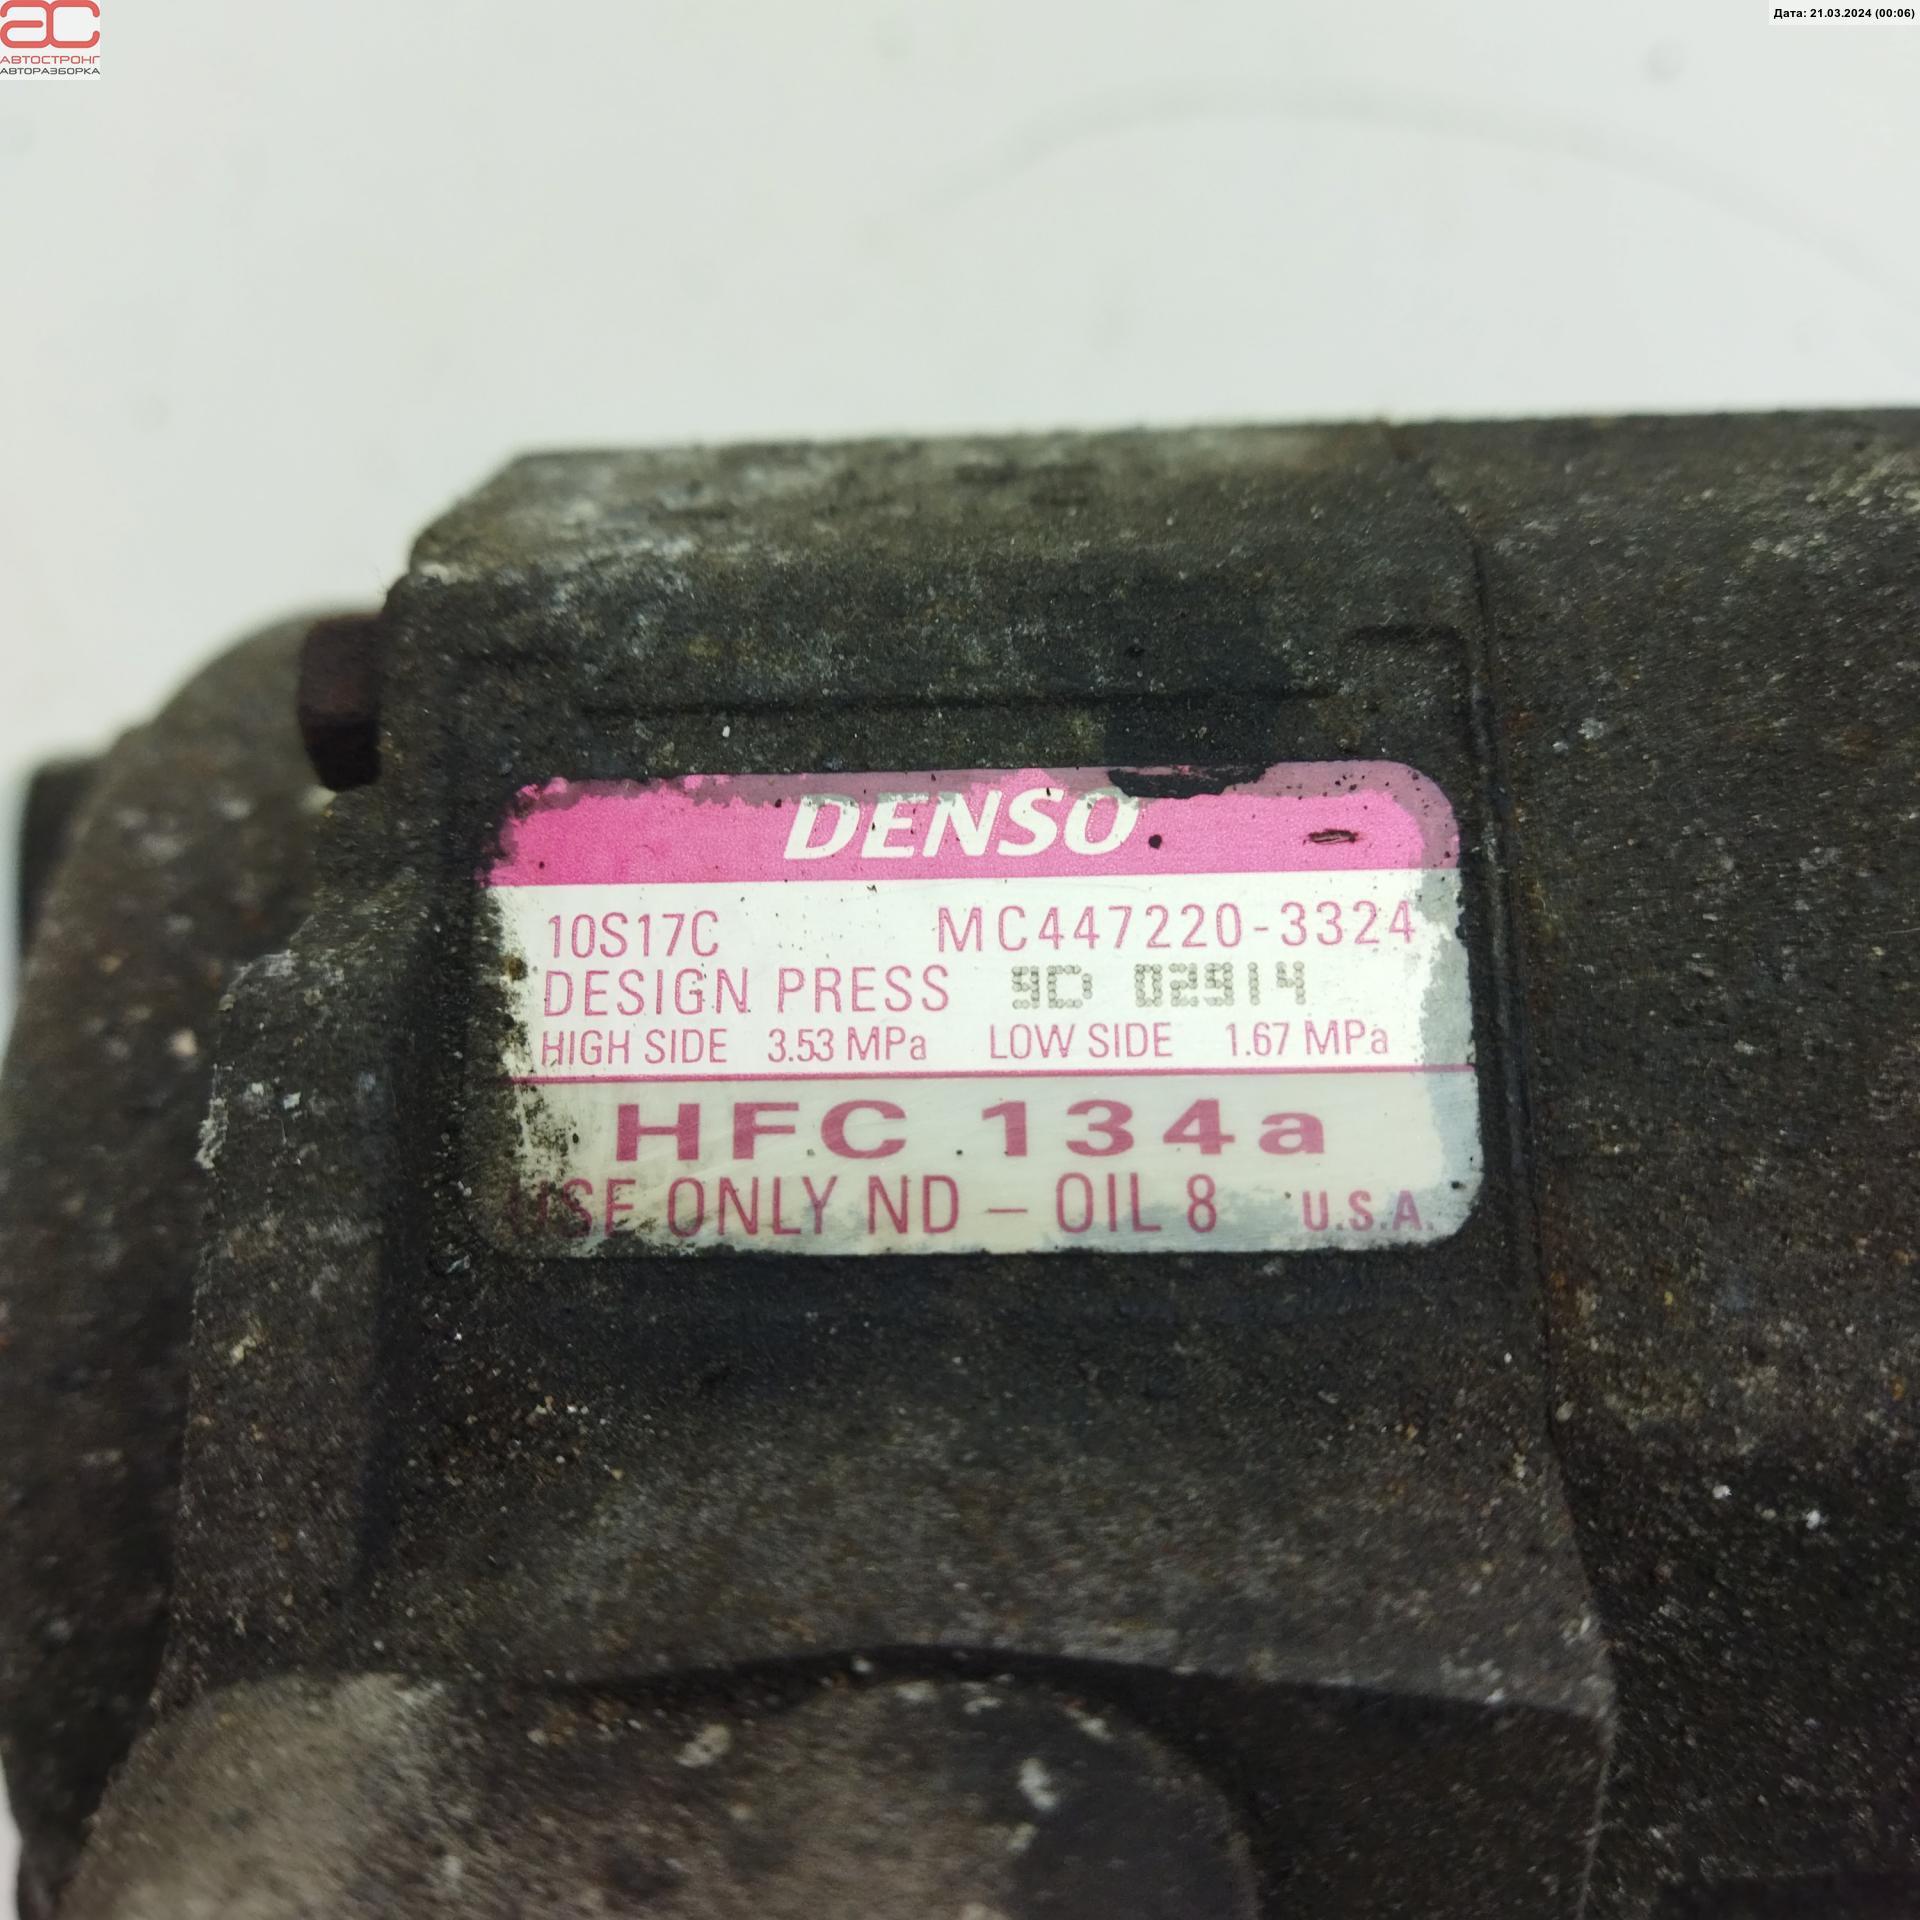 АС
АВТОСТРОНГ
АВТОРАЗБОРКА
Дата: 21.03.2024 (00:06)
DENSO
10S17C MC447220-3324
DESIGN PRESS 9D 02914
HIGH SIDE 3.53 MPa LOW SIDE 1.67 MPa
HFC 134a
USE ONLY ND - OIL 8 U.S.A.